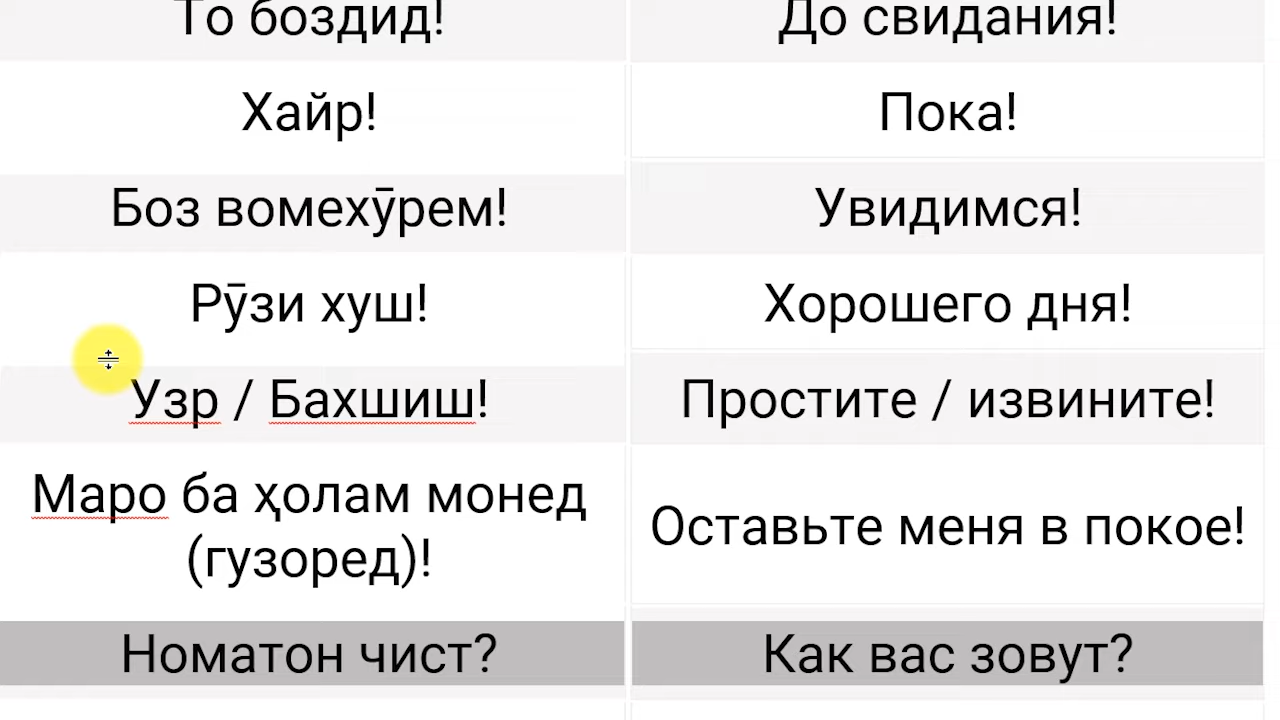 То боздид!
До свидания!
Хайр!
Пока!
Боз вомехӯрем!
Увидимся!
Рӯзи хуш!
Хорошего дня!
Узр / Бахшиш!
Простите / извините!
Маро ба ҳолам монед
(гузоред)!
Оставьте меня в покое!
Номатон чист?
Как вас зовут?